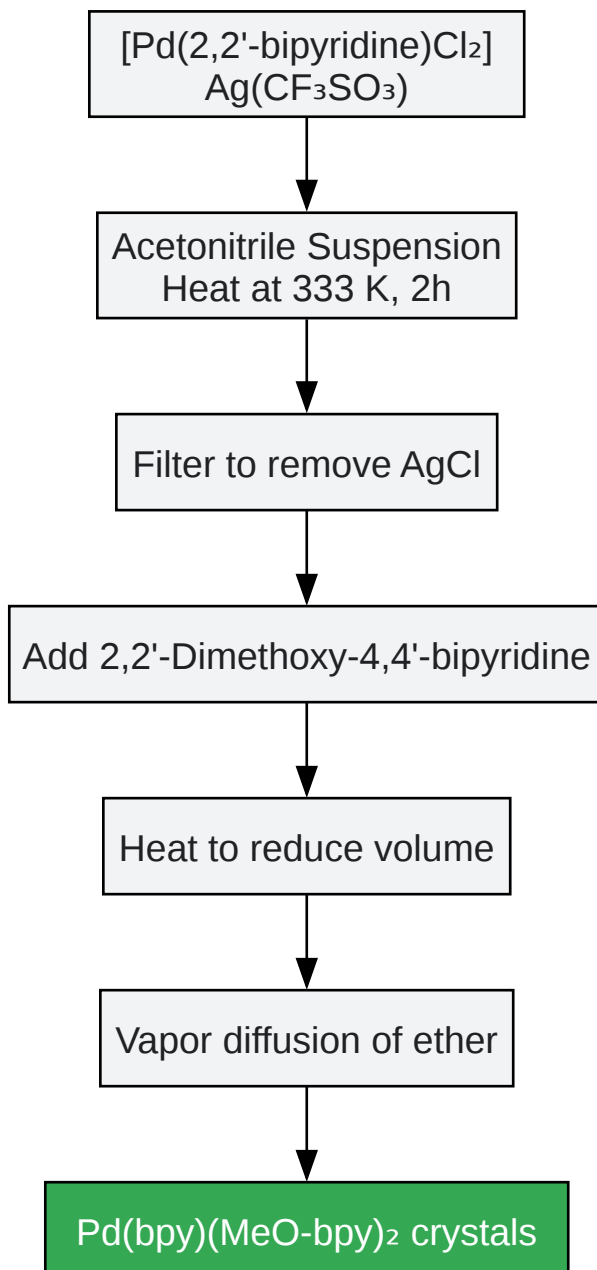 [Pd(2,2'-bipyridine)Cl₂]
Ag(CF₃SO₃)
Acetonitrile Suspension
Heat at 333 K, 2h
Filter to remove AgCl
Add 2,2'-Dimethoxy-4,4'-bipyridine
Heat to reduce volume
Vapor diffusion of ether
Pd(bpy)(MeO-bpy)₂ crystals